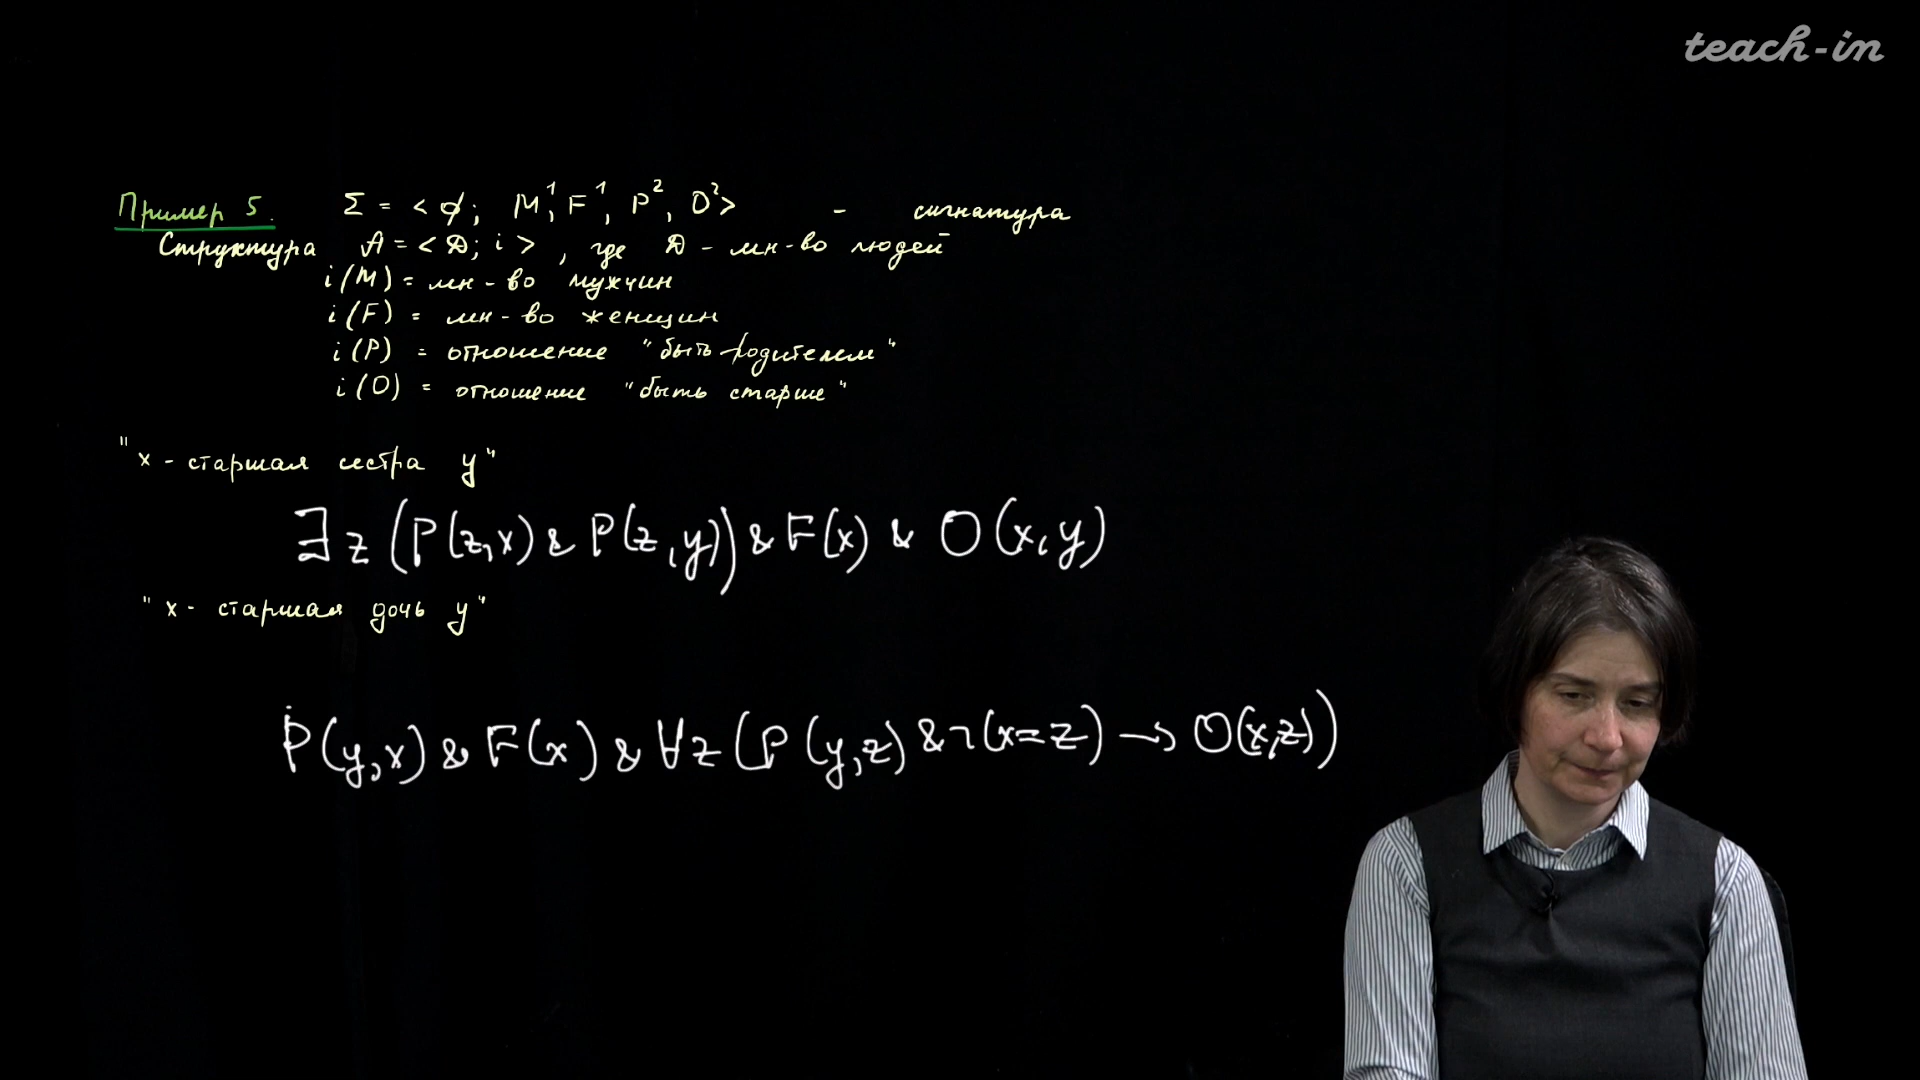 teach-in
Пример 5. Σ = <∅; M¹, F¹, P², O²> - сигнатура
Структура A = <D; i>, где D - мн-во людей
i(M) = мн-во мужчин
i(F) = мн-во женщин
i(P) = отношение "быть родителем"
i(O) = отношение "быть старше"
"x - старшая сестра y"
∃z (P(z,x) & P(z,y)) & F(x) & O(x,y)
"x - старшая дочь y"
P(y,x) & F(x) & ∀z (P(y,z) & ¬(x=z) → O(x,z))